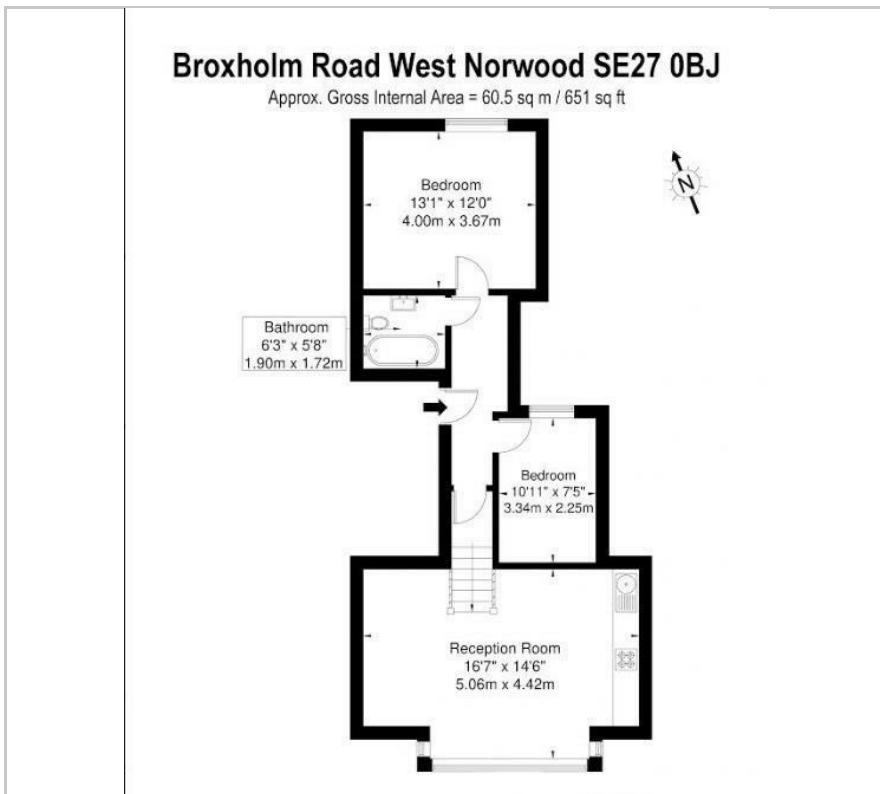 Broxholm Road West Norwood SE27 0BJ
Approx. Gross Internal Area = 60.5 sq m / 651 sq ft
Bedroom
13'1" x 12'0"
4.00m x 3.67m
N
Bathroom
6'3" x 5'8"
1.90m x 1.72m
Bedroom
10'11" x 7'5"
3.34m x 2.25m
Reception Room
16'7" x 14'6"
5.06m x 4.42m